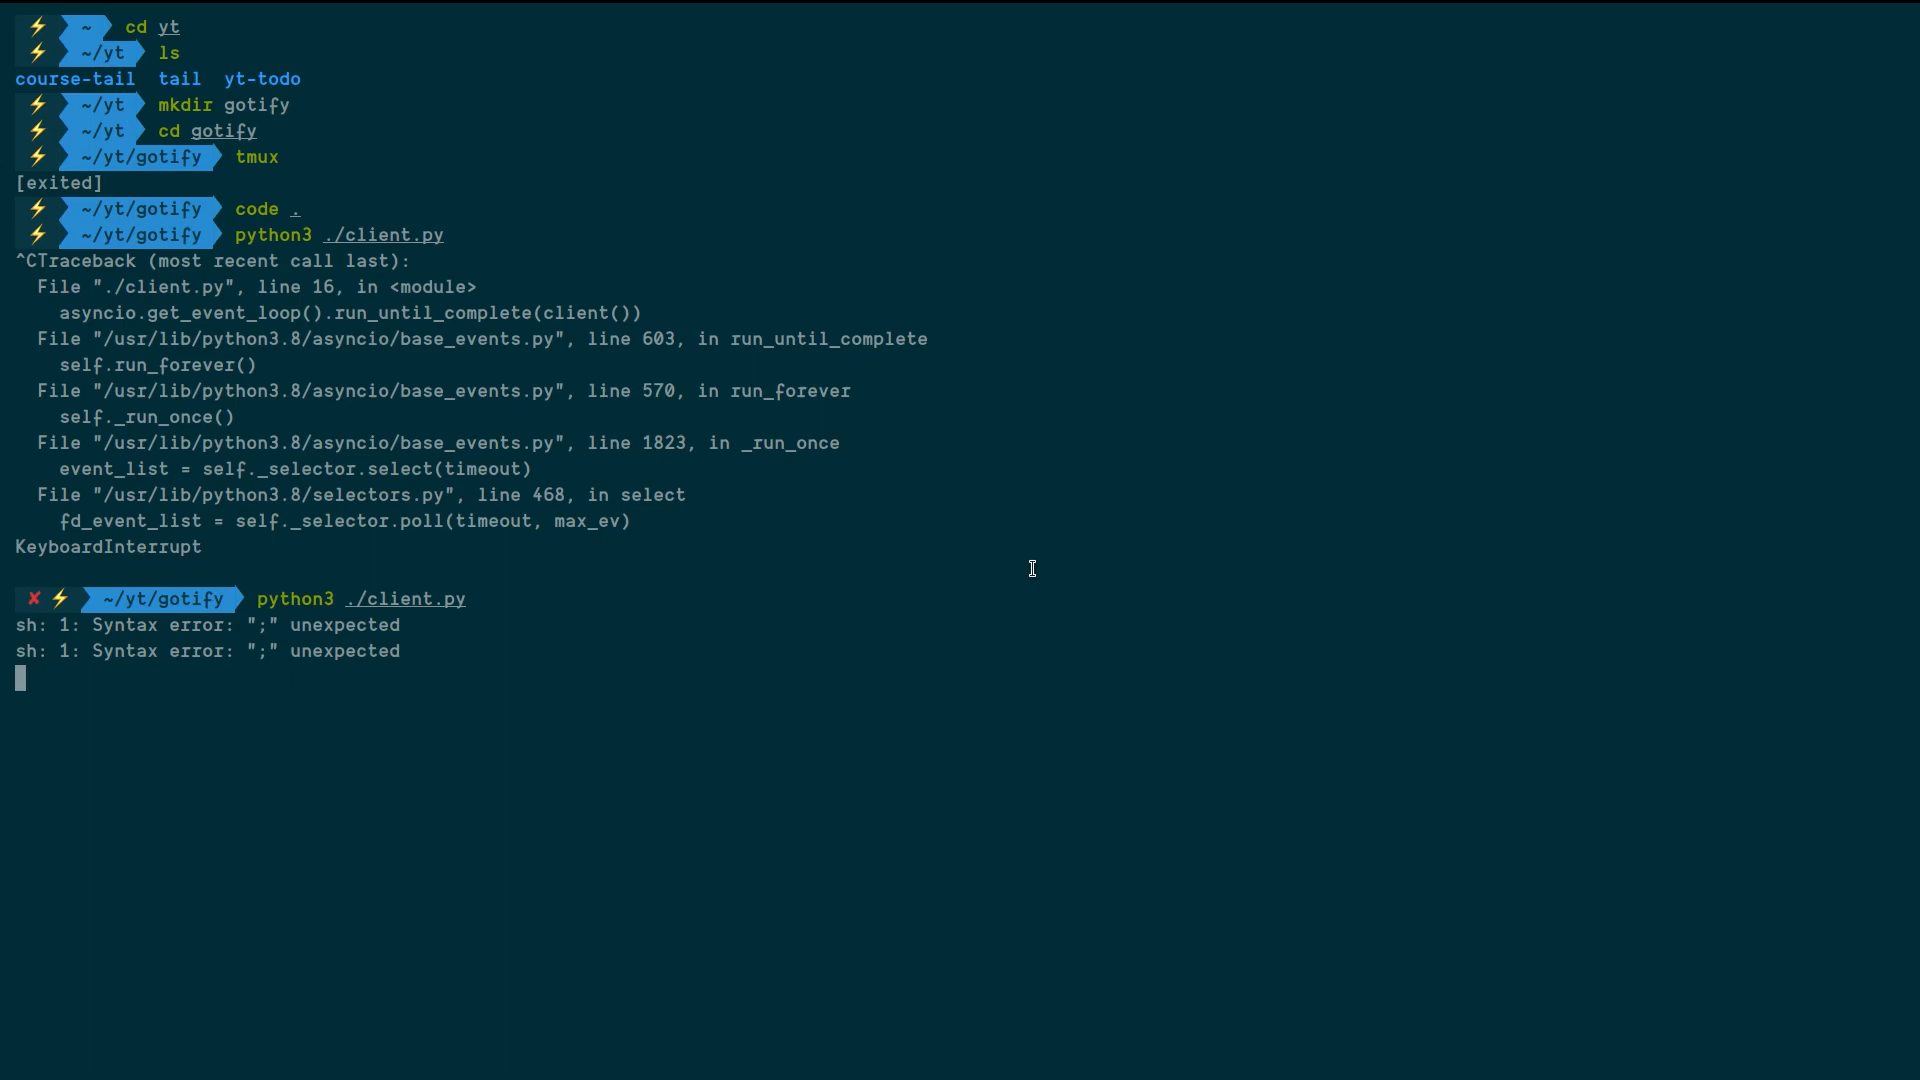 ⚡ ~ cd yt
⚡ ~/yt ls
course-tail tail yt-todo
⚡ ~/yt mkdir gotify
⚡ ~/yt cd gotify
⚡ ~/yt/gotify tmux
[exited]
⚡ ~/yt/gotify code .
⚡ ~/yt/gotify python3 ./client.py
^CTraceback (most recent call last):
  File "./client.py", line 16, in <module>
    asyncio.get_event_loop().run_until_complete(client())
  File "/usr/lib/python3.8/asyncio/base_events.py", line 603, in run_until_complete
    self.run_forever()
  File "/usr/lib/python3.8/asyncio/base_events.py", line 570, in run_forever
    self._run_once()
  File "/usr/lib/python3.8/asyncio/base_events.py", line 1823, in _run_once
    event_list = self._selector.select(timeout)
  File "/usr/lib/python3.8/selectors.py", line 468, in select
    fd_event_list = self._selector.poll(timeout, max_ev)
KeyboardInterrupt
✘ ⚡ ~/yt/gotify python3 ./client.py
sh: 1: Syntax error: ";" unexpected
sh: 1: Syntax error: ";" unexpected